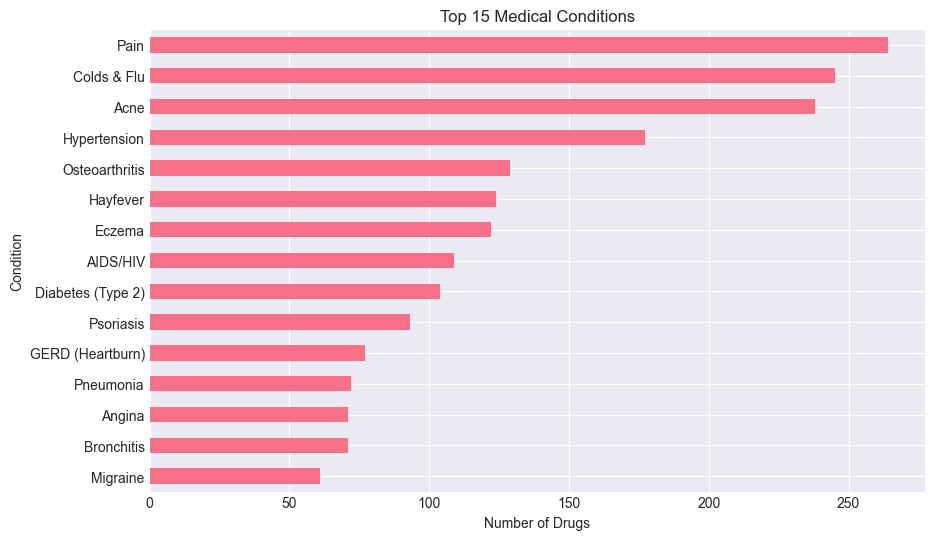 Top 15 Medical Conditions
Pain
Colds & Flu
Acne
Hypertension
Osteoarthritis
Hayfever
Eczema
AIDS/HIV
Diabetes (Type 2)
Psoriasis
GERD (Heartburn)
Pneumonia
Angina
Bronchitis
Migraine
Condition
0 50 100 150 200 250
Number of Drugs